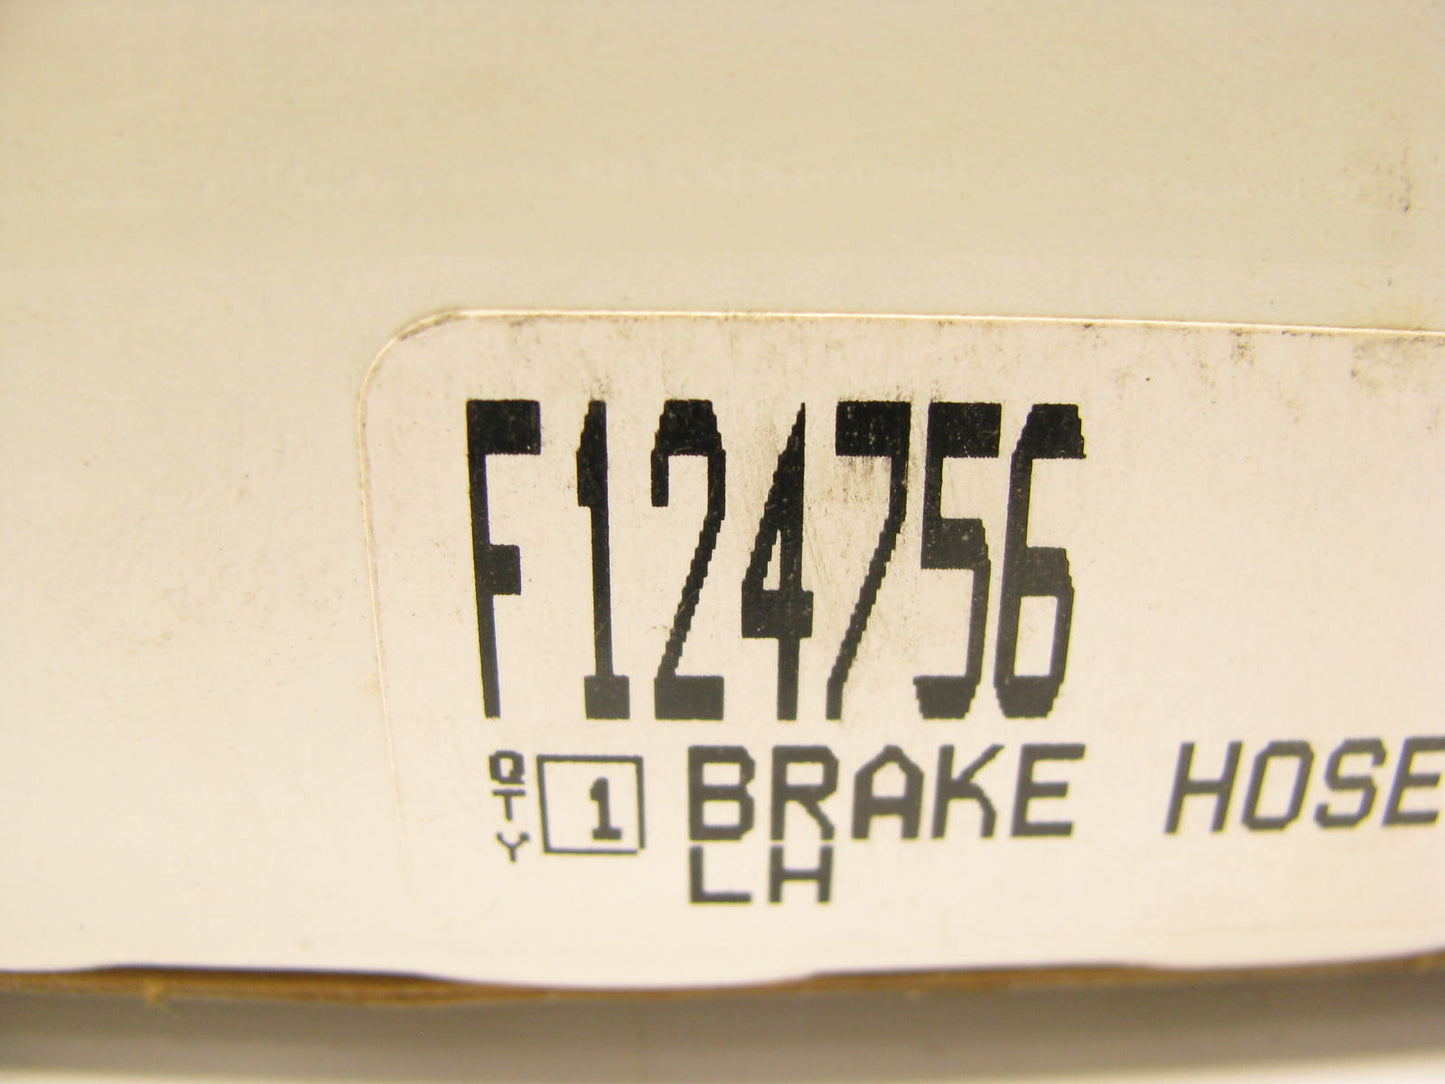 F124756
QTY 1 BRAKE HOSE
LH